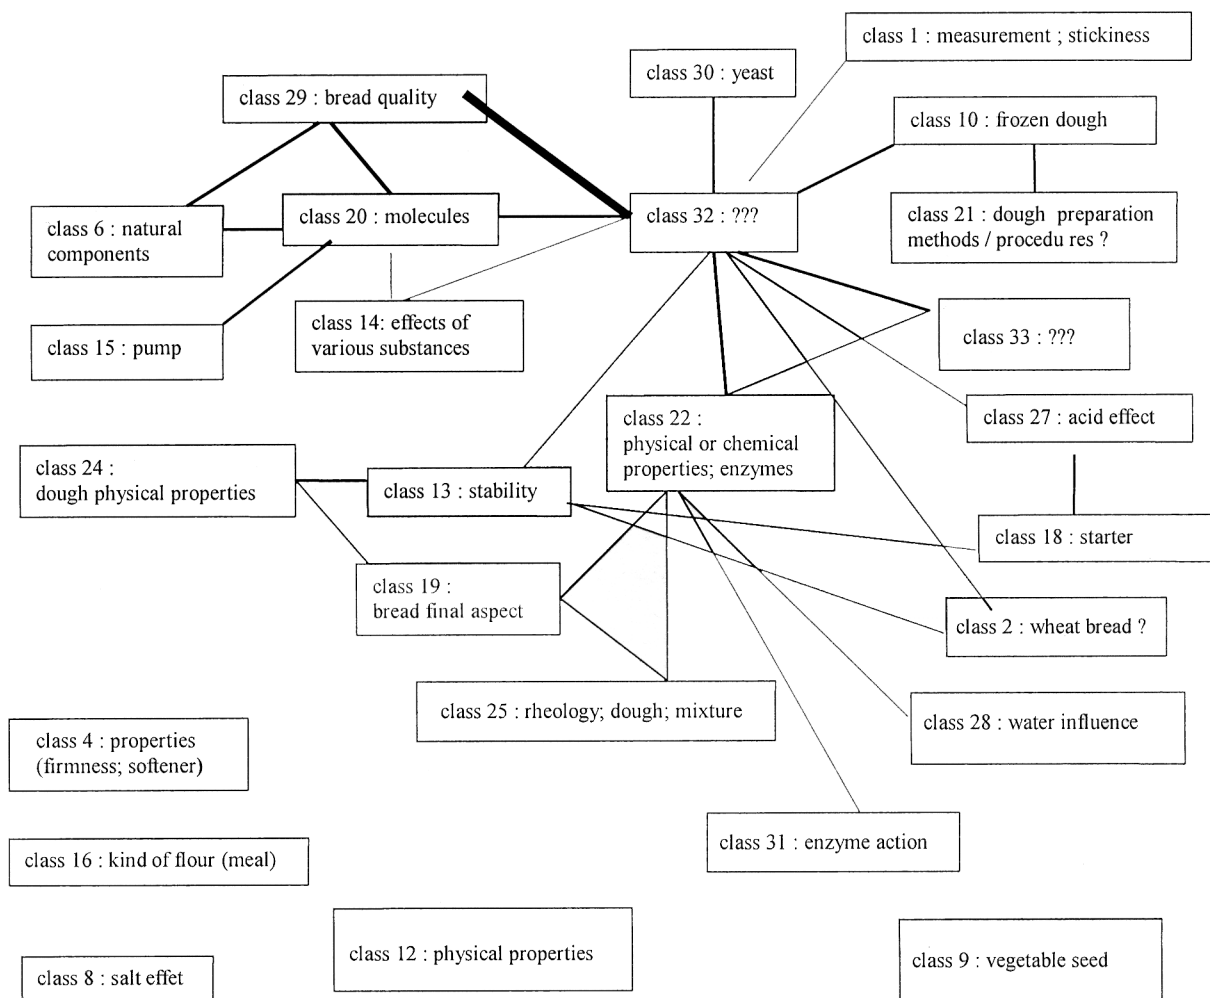 class 1 : measurement ; stickiness
class 30 : yeast
class 29 : bread quality
class 10 : frozen dough
class 6 : natural
components
class 20 : molecules
class 32 : ???
class 21 : dough preparation
methods / procedu res ?
class 15 : pump
class 14: effects of
various substances
class 33 : ???
class 22 :
physical or chemical
properties; enzymes
class 27 : acid effect
class 24 :
dough physical properties
class 13 : stability
class 18 : starter
class 19 :
bread final aspect
class 2 : wheat bread ?
class 25 : rheology; dough; mixture
class 28 : water influence
class 4 : properties
(firmness; softener)
class 31 : enzyme action
class 16 : kind of flour (meal)
class 12 : physical properties
class 9 : vegetable seed
class 8 : salt effet